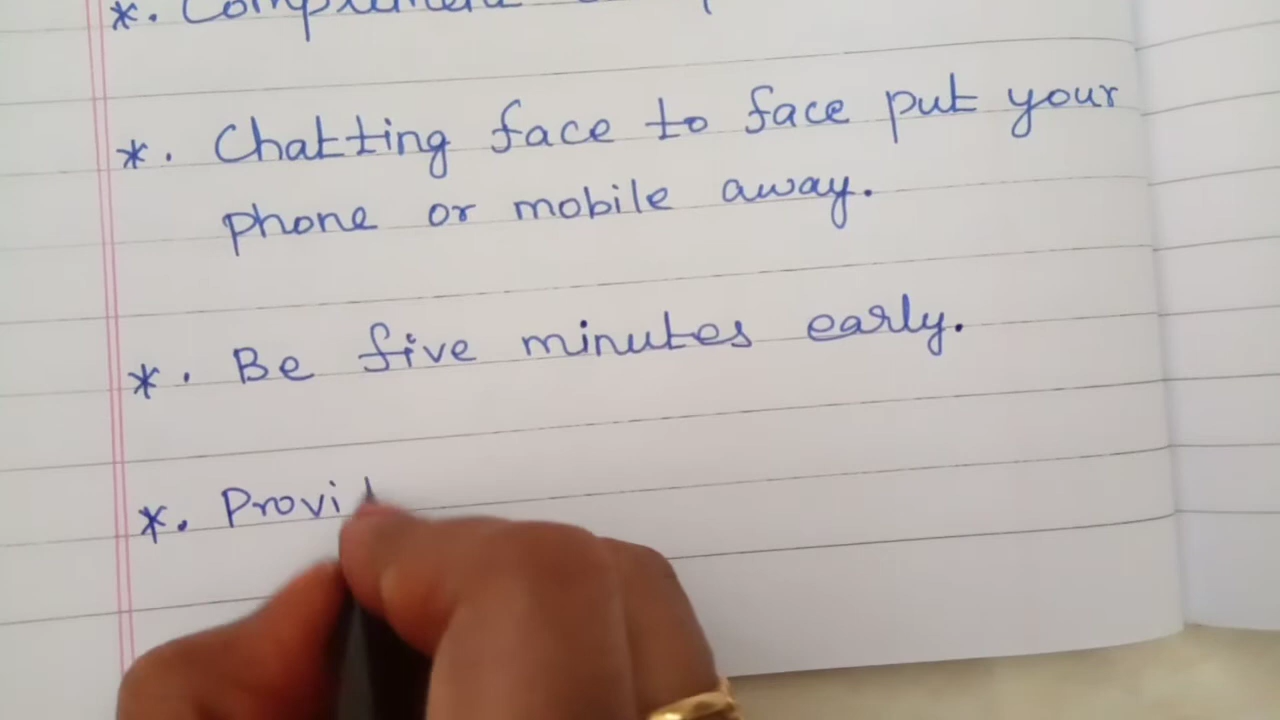 *. Chatting face to face put your
phone or mobile away.
*. Be five minutes early.
*. Provi